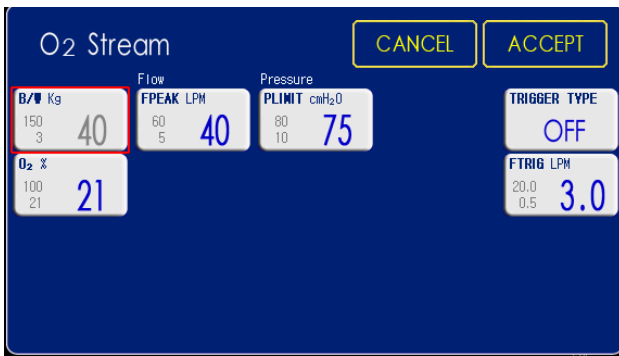 O2 Stream
CANCEL
ACCEPT
Flow
Pressure
B/W Kg
150
3
40
FPEAK LPM
60
5
40
PLIMIT cmH2O
80
10
75
TRIGGER TYPE
OFF
O2 %
100
21
21
FTRIG LPM
20.0
0.5
3.0